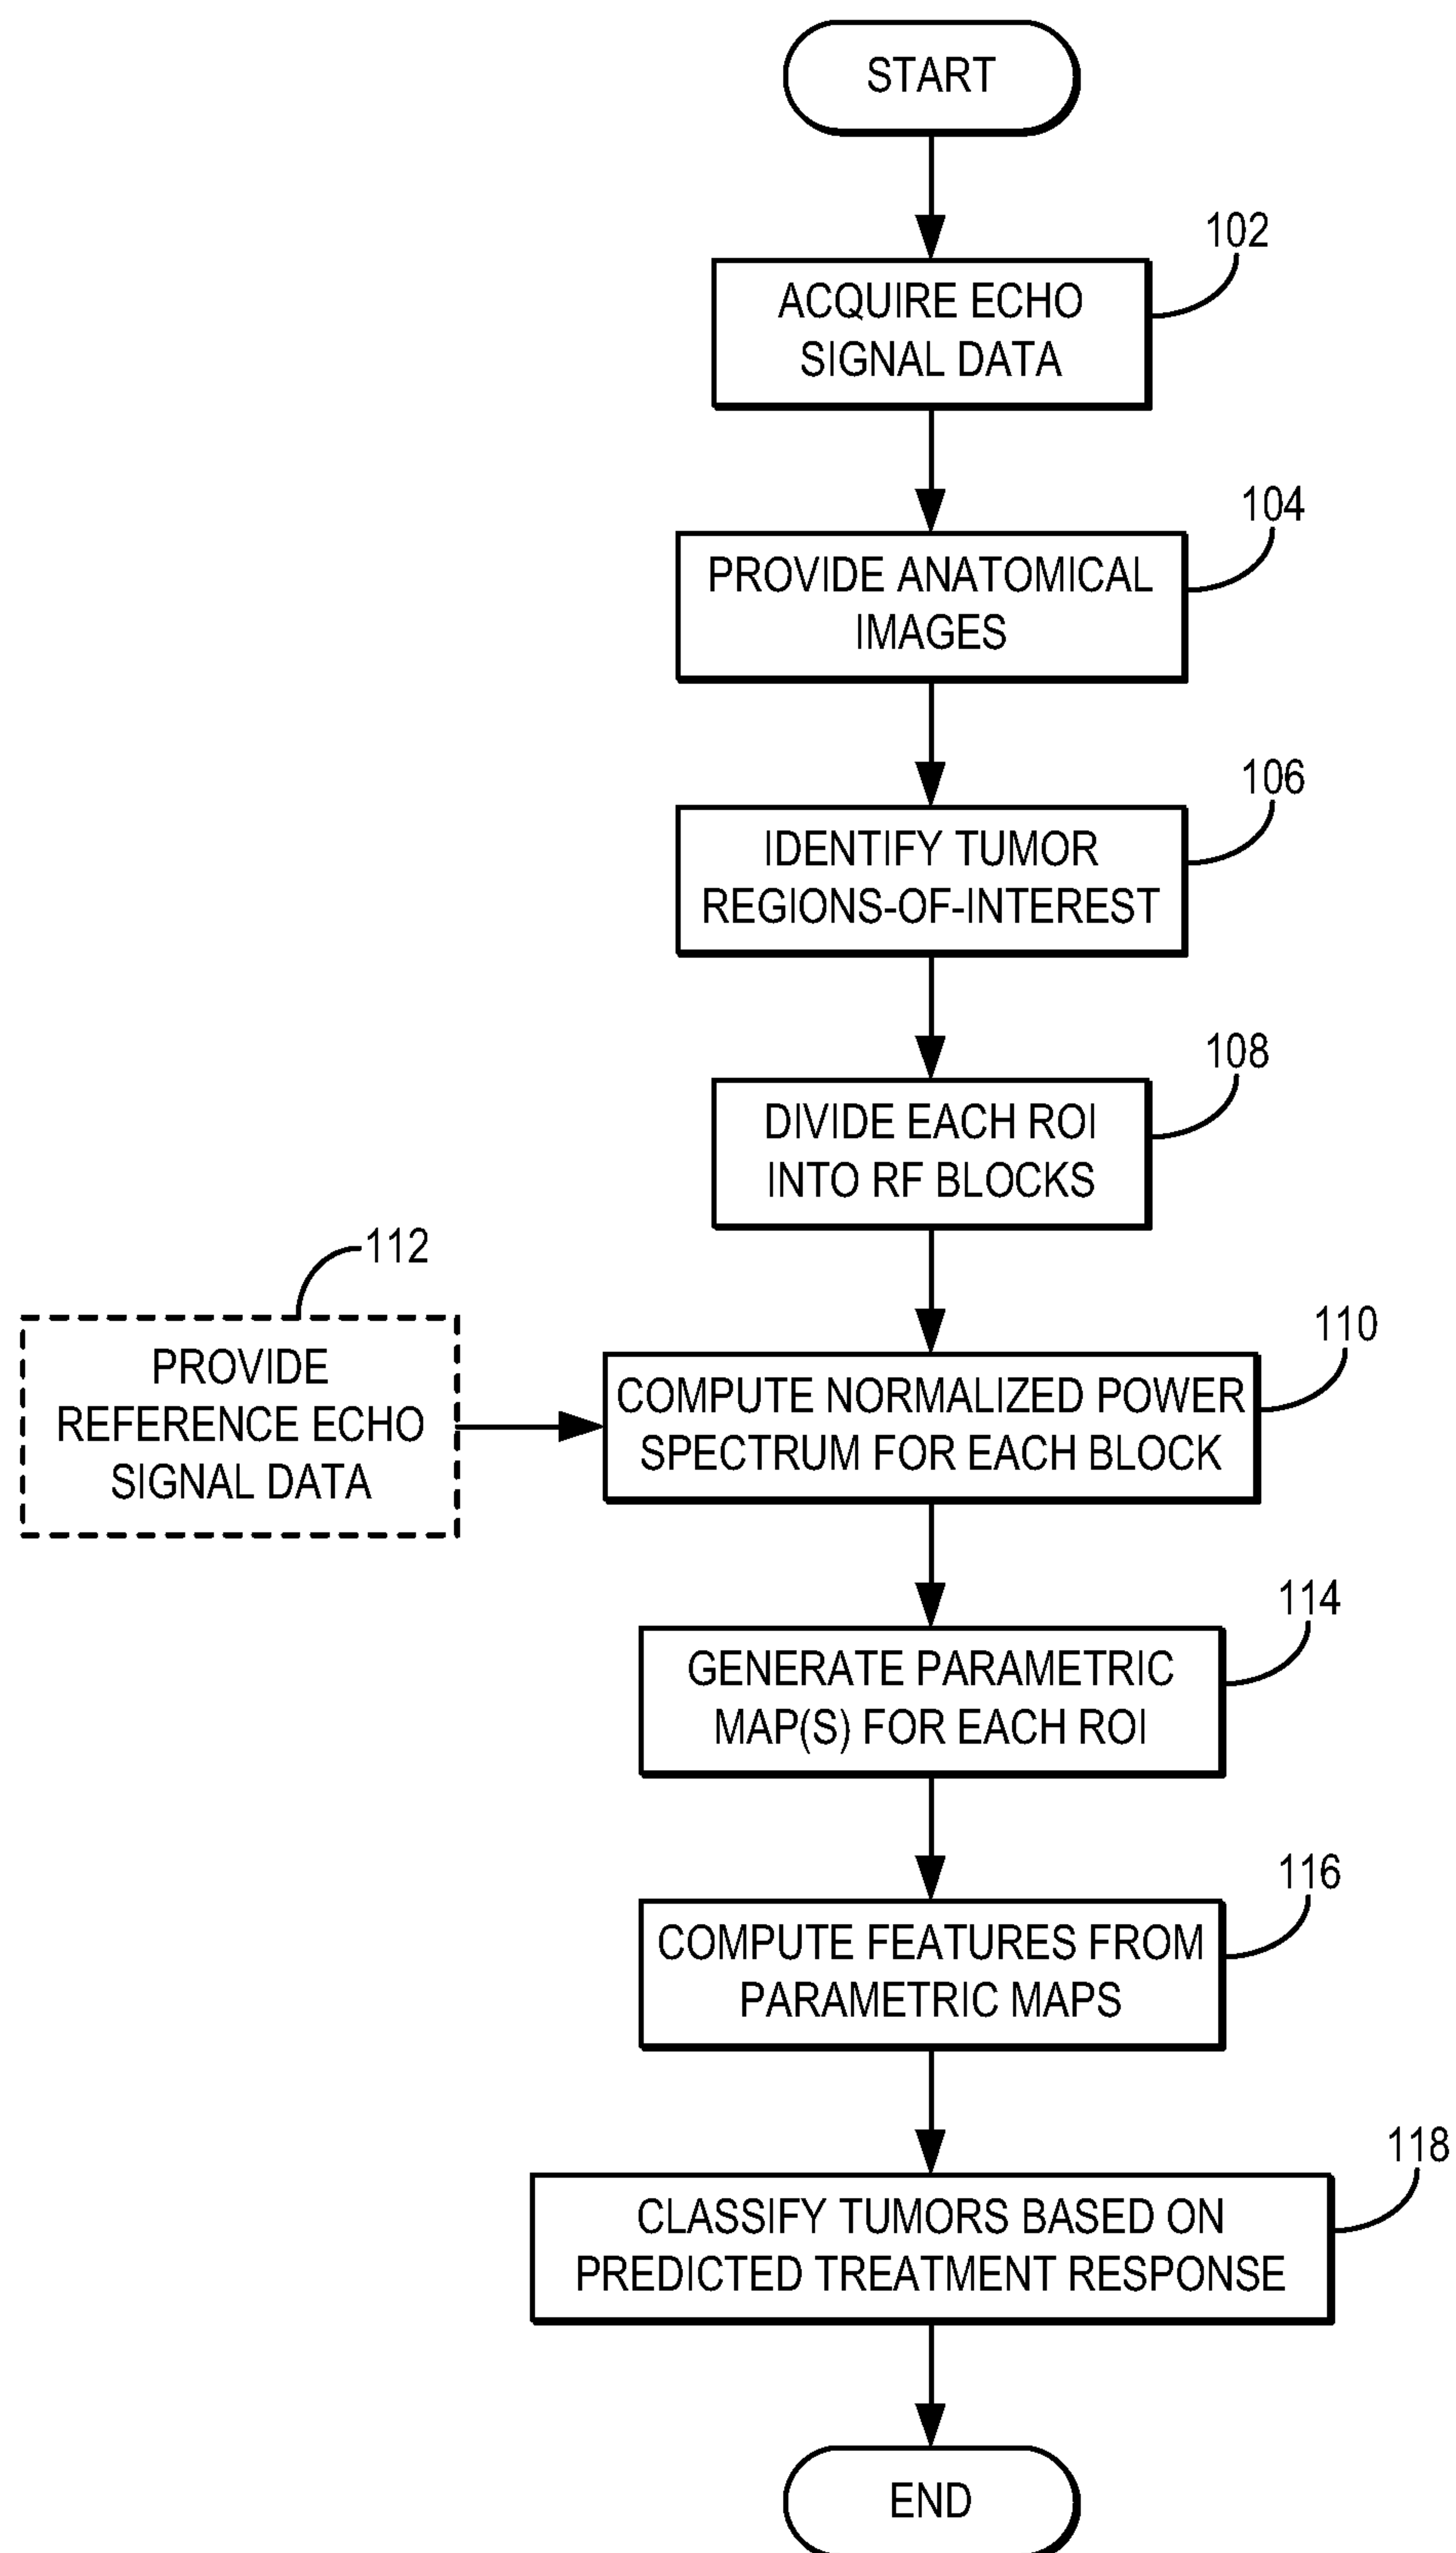 START
102
ACQUIRE ECHO
SIGNAL DATA
104
PROVIDE ANATOMICAL
IMAGES
106
IDENTIFY TUMOR
REGIONS-OF-INTEREST
108
DIVIDE EACH ROI
INTO RF BLOCKS
112
PROVIDE
REFERENCE ECHO
SIGNAL DATA
110
COMPUTE NORMALIZED POWER
SPECTRUM FOR EACH BLOCK
114
GENERATE PARAMETRIC
MAP(S) FOR EACH ROI
116
COMPUTE FEATURES FROM
PARAMETRIC MAPS
118
CLASSIFY TUMORS BASED ON
PREDICTED TREATMENT RESPONSE
END